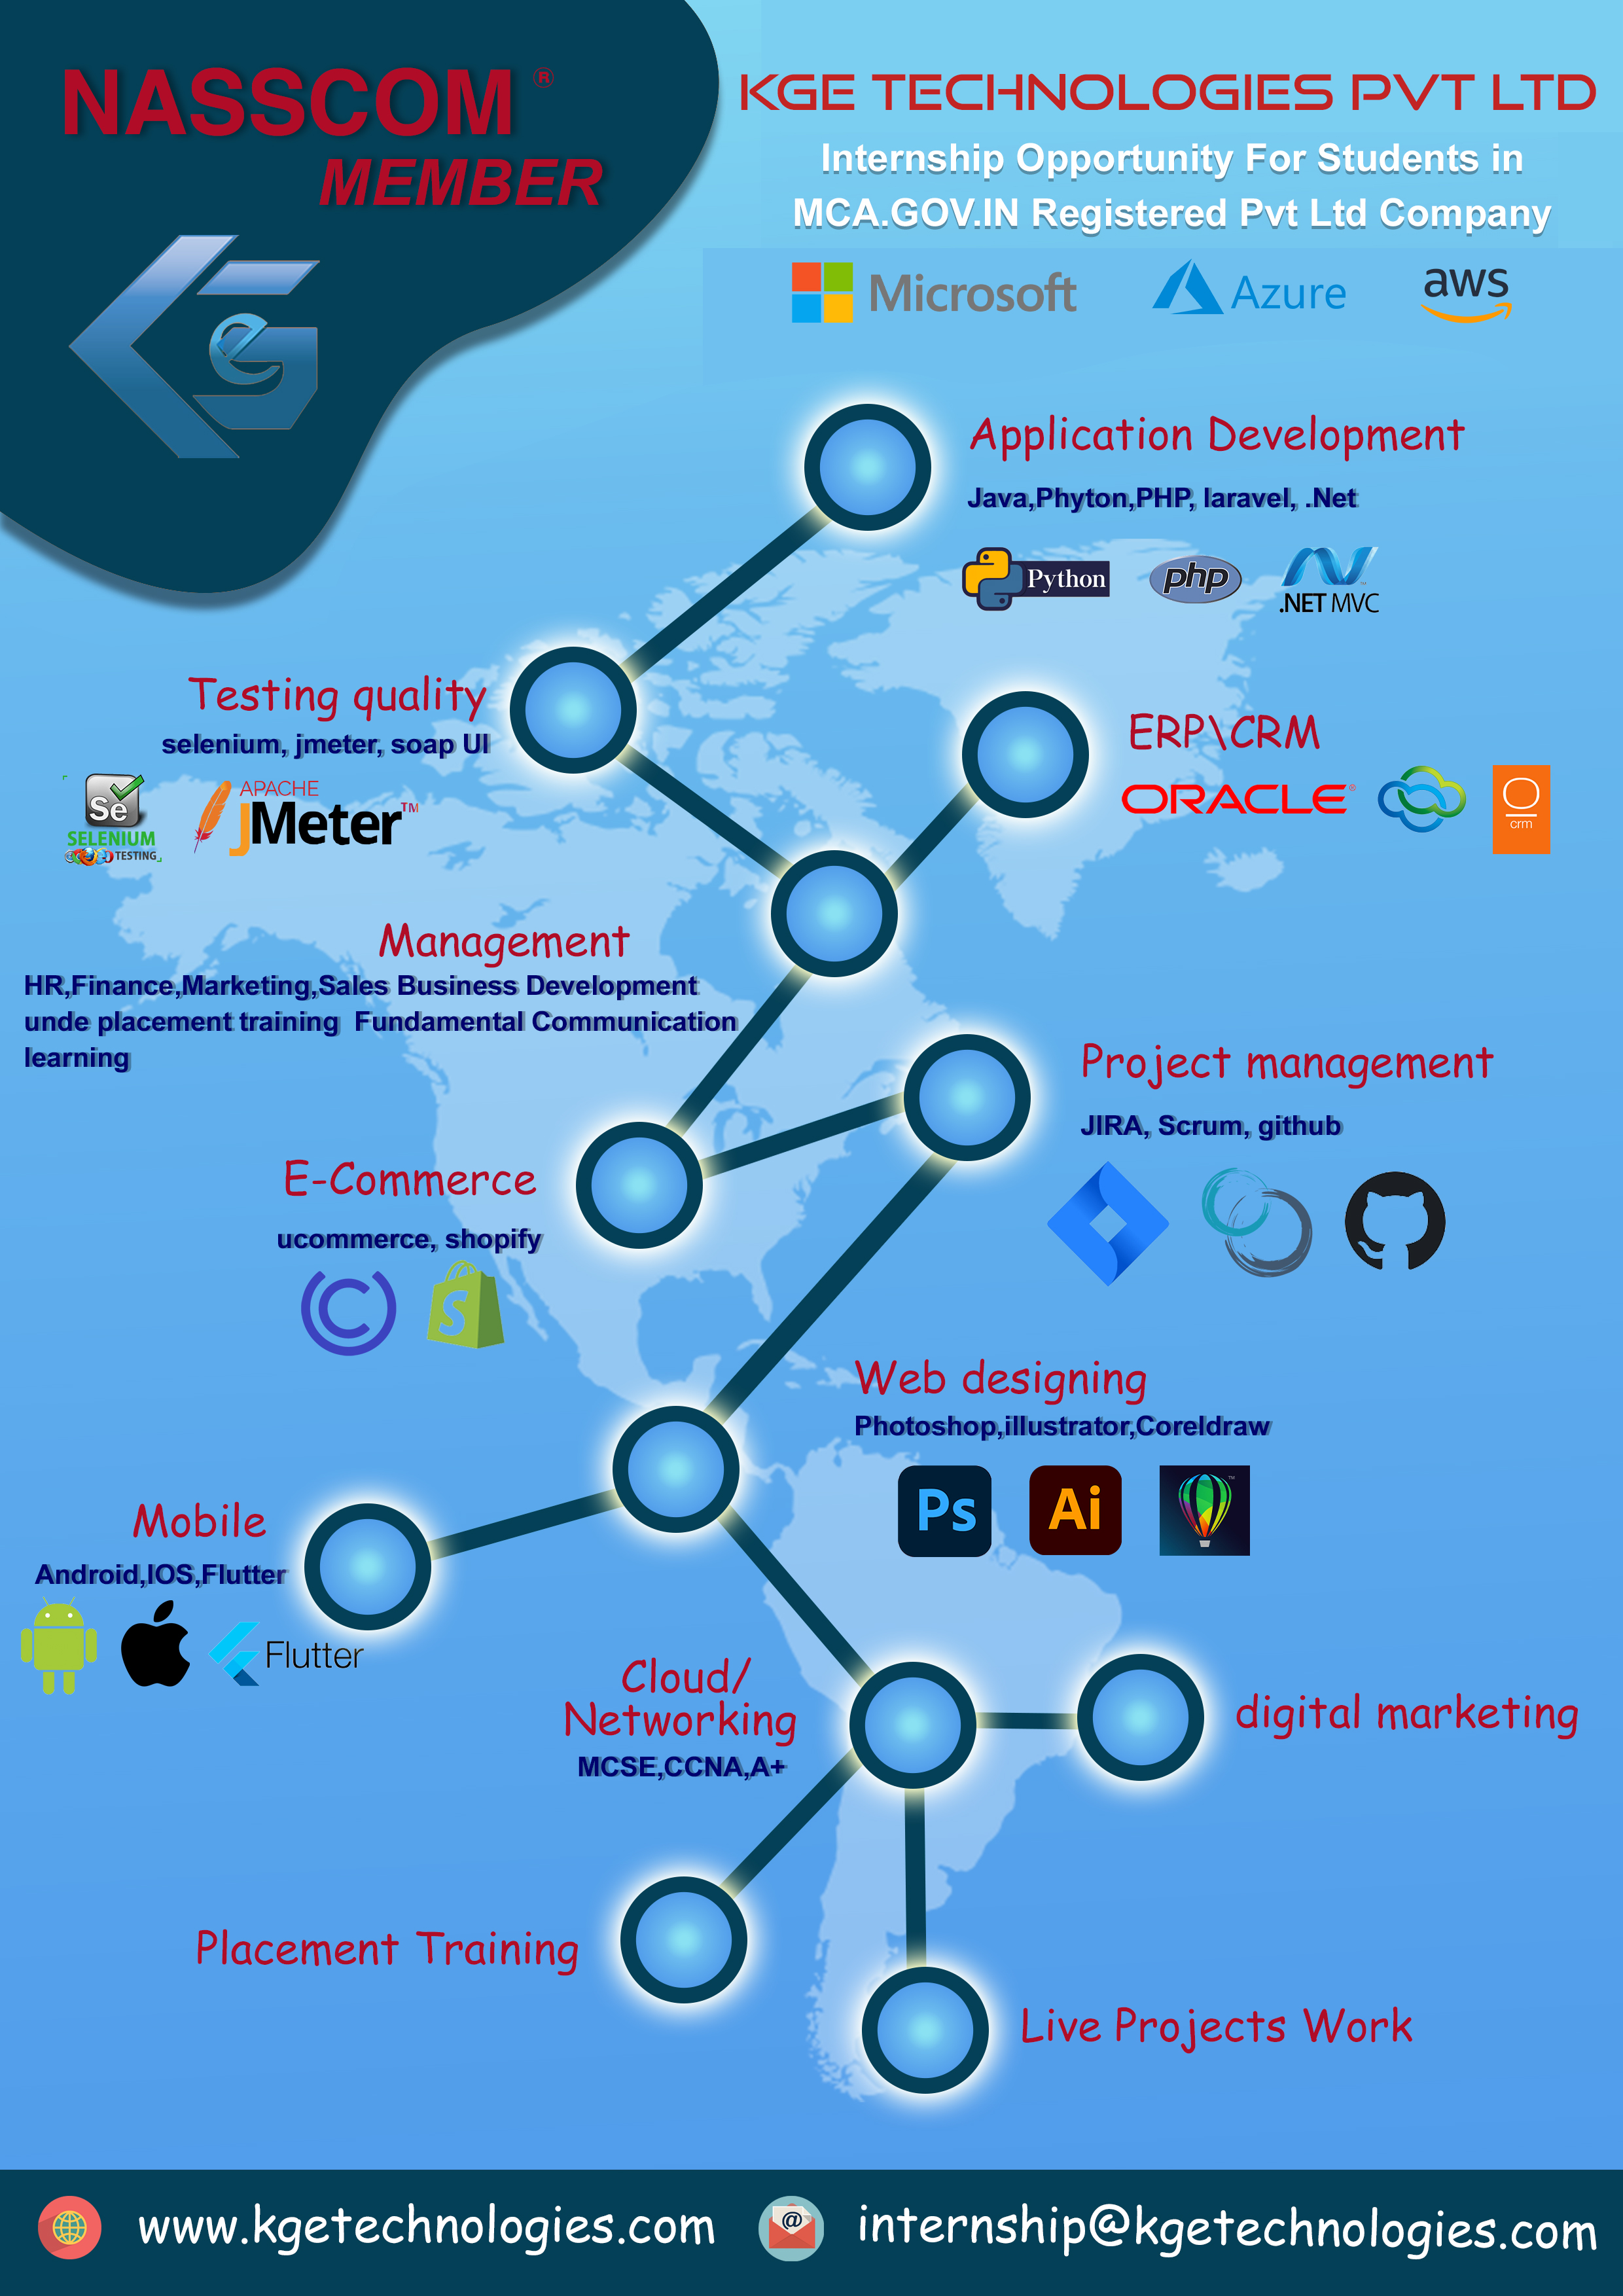 NASSCOM ®
MEMBER
KGE TECHNOLOGIES PVT LTD
Internship Opportunity For Students in
MCA.GOV.IN Registered Pvt Ltd Company
Microsoft
Azure
aws
KGe
Application Development
Java,Phyton,PHP, laravel, .Net
Python
php
.NET MVC
Testing quality
selenium, jmeter, soap UI
Se
SELENIUM
TESTING
APACHE
JMeter™
ERP\CRM
ORACLE®
O
crm
Management
HR,Finance,Marketing,Sales Business Development
unde placement training Fundamental Communication
learning
Project management
JIRA, Scrum, github
E-Commerce
ucommerce, shopify
S
Web designing
Photoshop,illustrator,Coreldraw
Ps
Ai
Mobile
Android,IOS,Flutter
Flutter
Cloud/
Networking
MCSE,CCNA,A+
digital marketing
Placement Training
Live Projects Work
www.kgetechnologies.com
@
internship@kgetechnologies.com